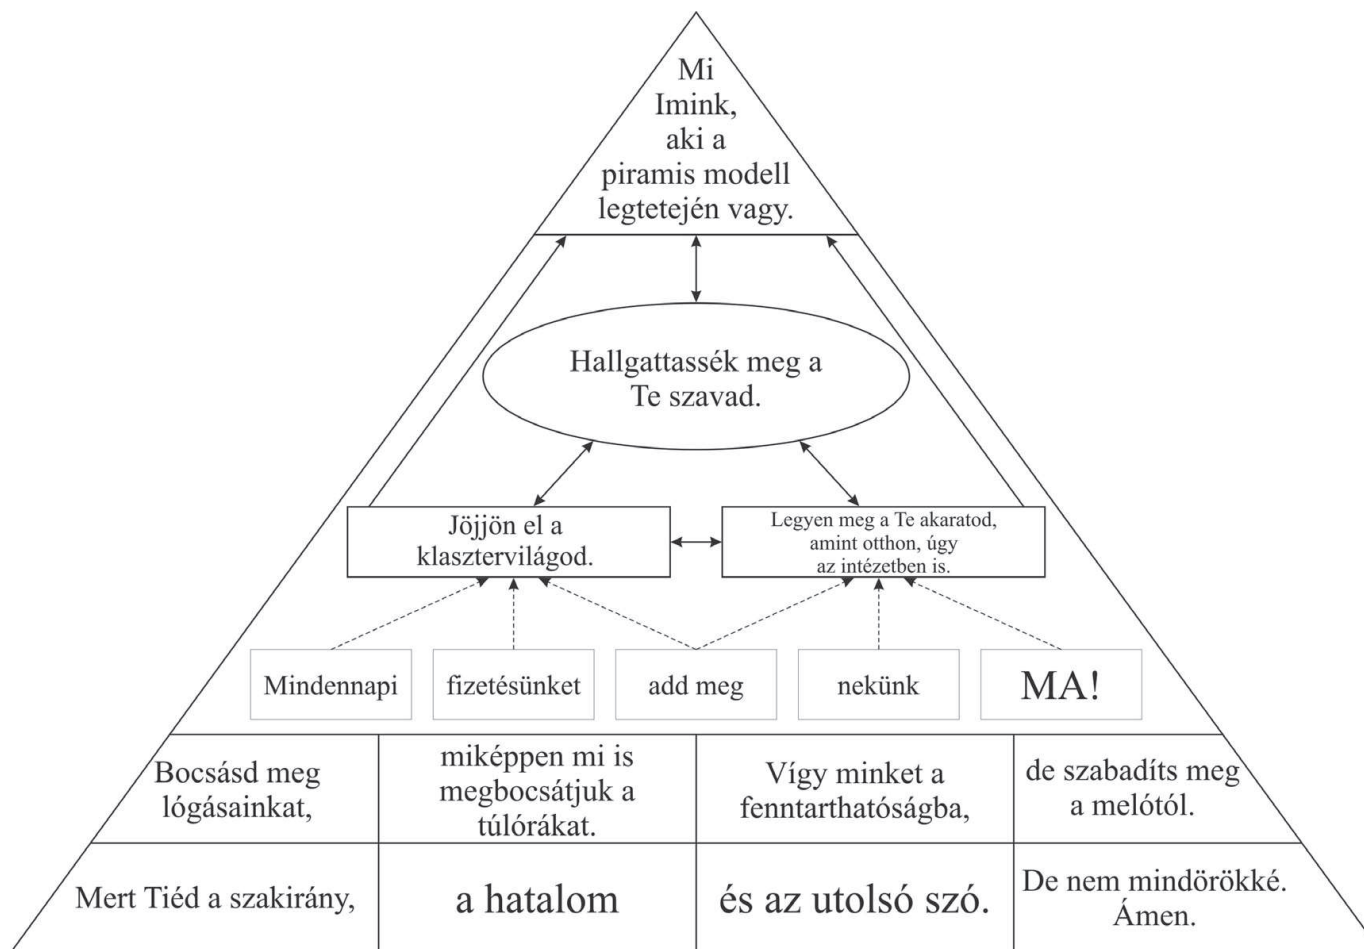 Mi
Imink,
aki a
piramis modell
legtetején vagy.
Hallgattassék meg a
Te szavad.
Jöjjön el a
klasztervilágod.
Legyen meg a Te akaratod,
amint otthon, úgy
az intézetben is.
Mindennapi
fizetésünket
add meg
nekünk
MA!
Bocsásd meg
lógásainkat,
miképpen mi is
megbocsátjuk a
túlórákat.
Vígy minket a
fenntarthatóságba,
de szabadíts meg
a melótól.
Mert Tiéd a szakirány,
a hatalom
és az utolsó szó.
De nem mindörökké.
Ámen.